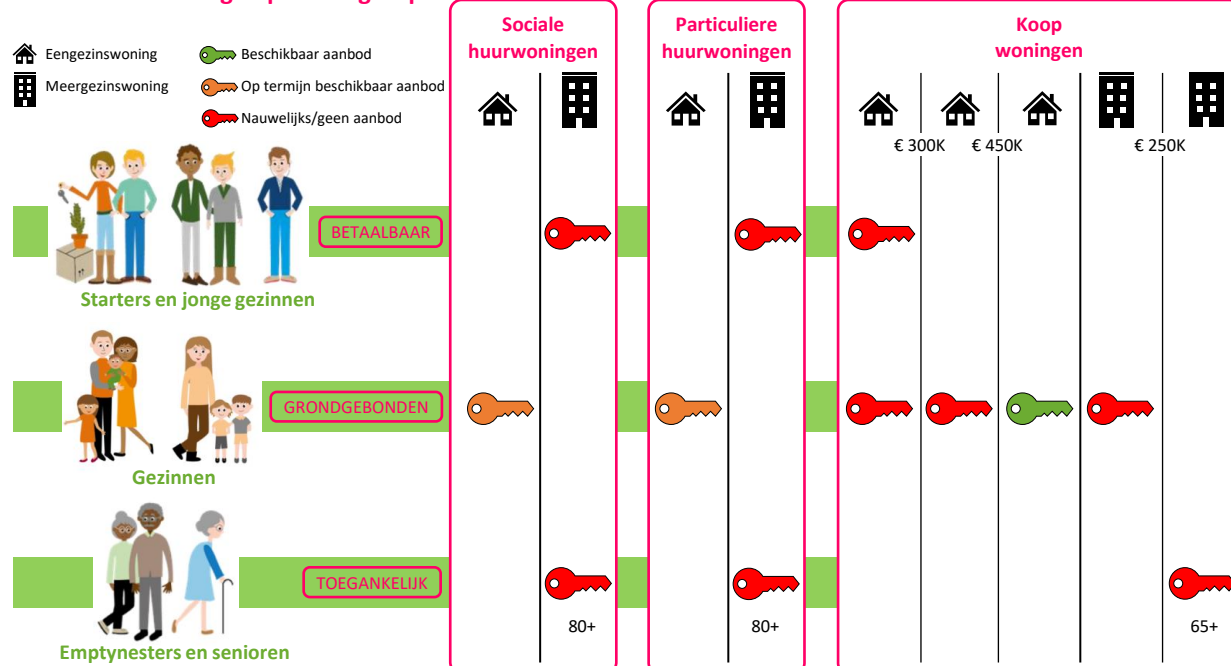 Sociale
huurwoningen
Particuliere
huurwoningen
Koop
woningen
Eengezinswoning
Beschikbaar aanbod
Meergezinswoning
Op termijn beschikbaar aanbod
Nauwelijks/geen aanbod
€ 300K
€ 450K
€ 250K
BETAALBAAR
Starters en jonge gezinnen
GRONDGEBONDEN
Gezinnen
TOEGANKELIJK
80+
80+
65+
Emptynesters en senioren